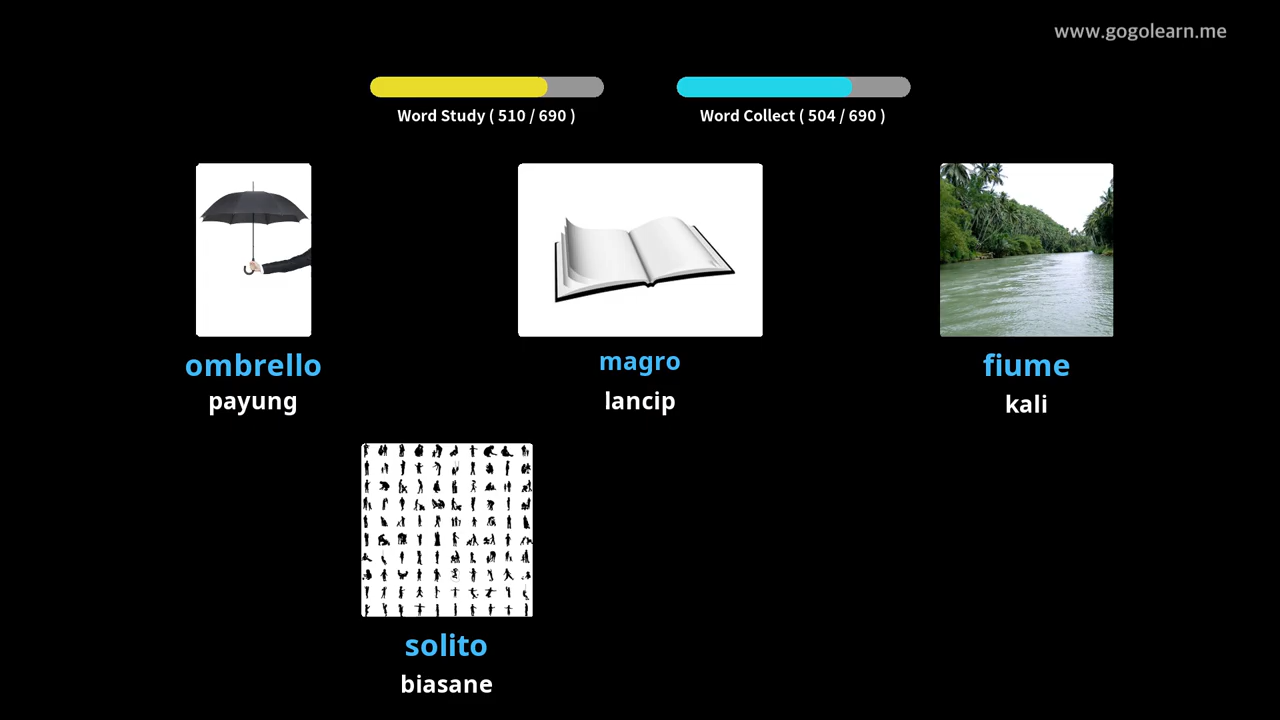 www.gogolearn.me
Word Study ( 510 / 690 )
Word Collect ( 504 / 690 )
ombrello
payung
magro
lancip
fiume
kali
solito
biasane